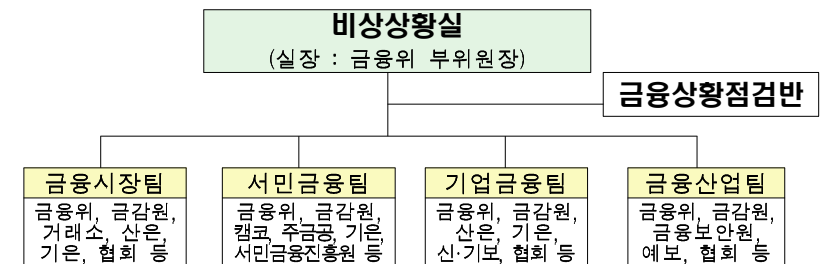 비상상황실
(실장 : 금융위 부위원장)
금융상황점검반
금융시장팀
금융위, 금감원,
거래소, 산은,
기은, 협회 등
서민금융팀
금융위, 금감원,
캠코, 주금공, 기은,
서민금융진흥원 등
기업금융팀
금융위, 금감원,
산은, 기은,
신·기보, 협회 등
금융산업팀
금융위, 금감원,
금융보안원,
예보, 협회 등